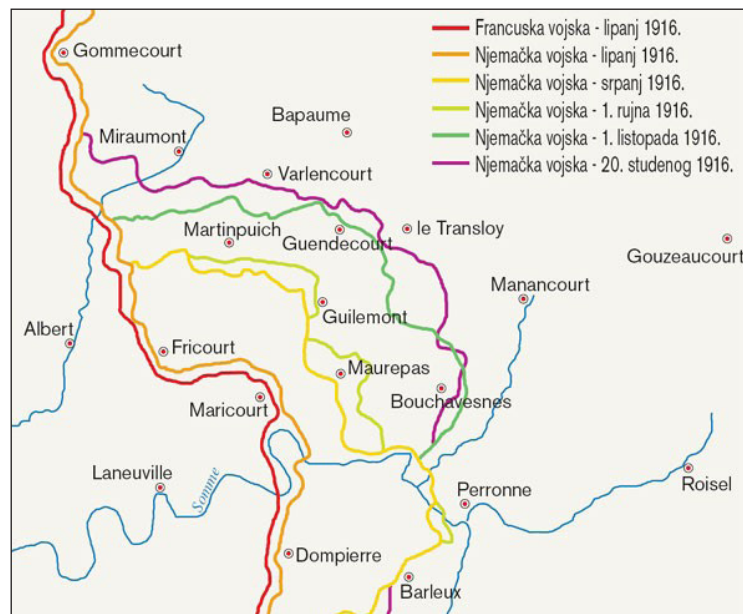 Francuska vojska - lipanj 1916.
Njemačka vojska - lipanj 1916.
Njemačka vojska - srpanj 1916.
Njemačka vojska - 1. rujna 1916.
Njemačka vojska - 1. listopada 1916.
Njemačka vojska - 20. studenog 1916.
Gommecourt
Bapaume
Miraumont
Varlencourt
Martinpuich
Guendecourt
le Transloy
Gouzeaucourt
Manancourt
Guilemont
Albert
Fricourt
Maurepas
Maricourt
Bouchavesnes
Laneuville
Somme
Perronne
Roisel
Dompierre
Barleux